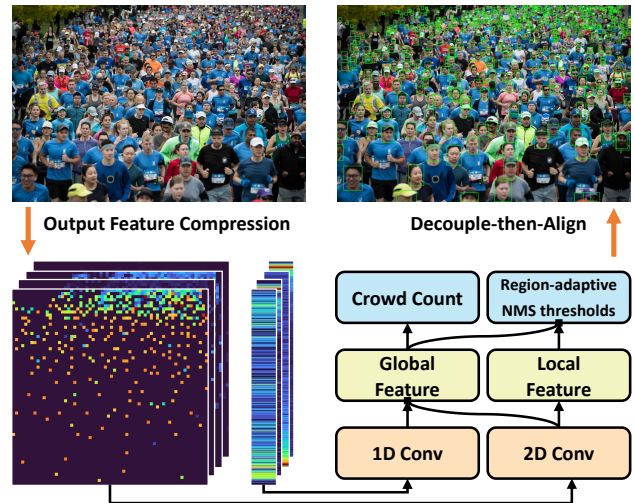 Output Feature Compression
Decouple-then-Align
Crowd Count
Region-adaptive
NMS thresholds
Global
Feature
Local
Feature
1D Conv
2D Conv